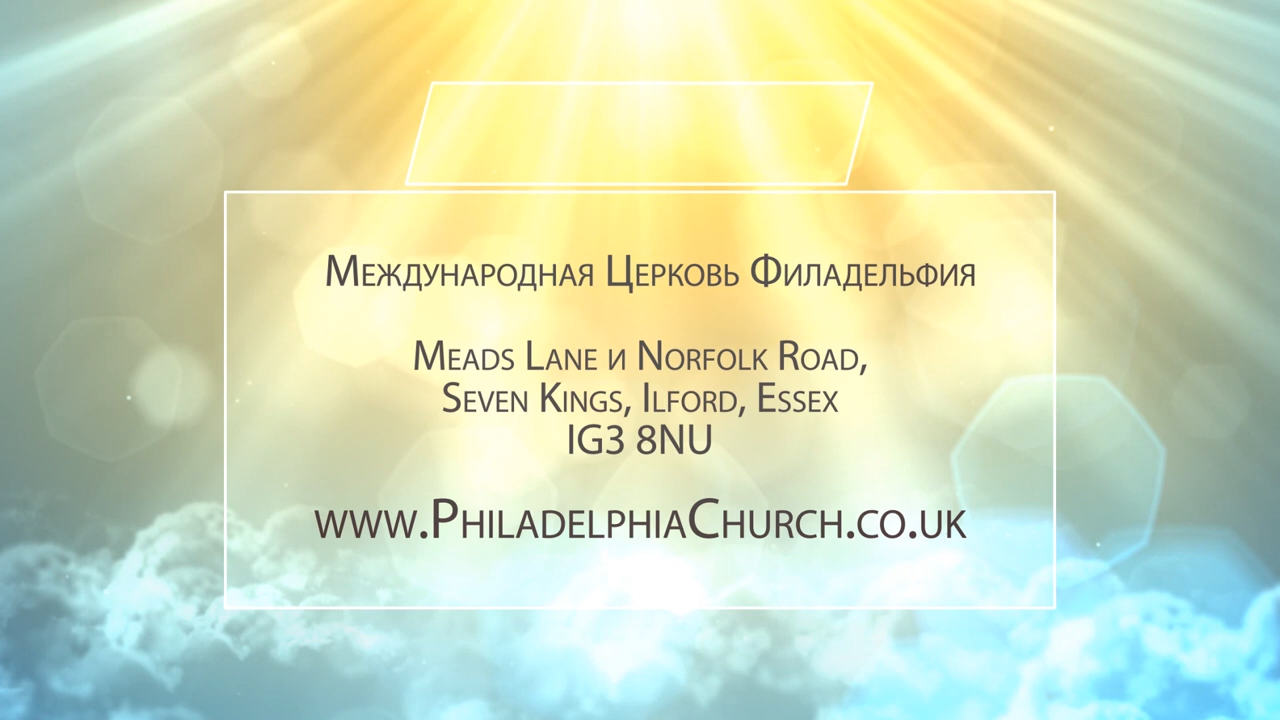 Международная Церковь Филадельфия
Meads Lane и Norfolk Road,
Seven Kings, Ilford, Essex
IG3 8NU
www.PhiladelphiaChurch.co.uk